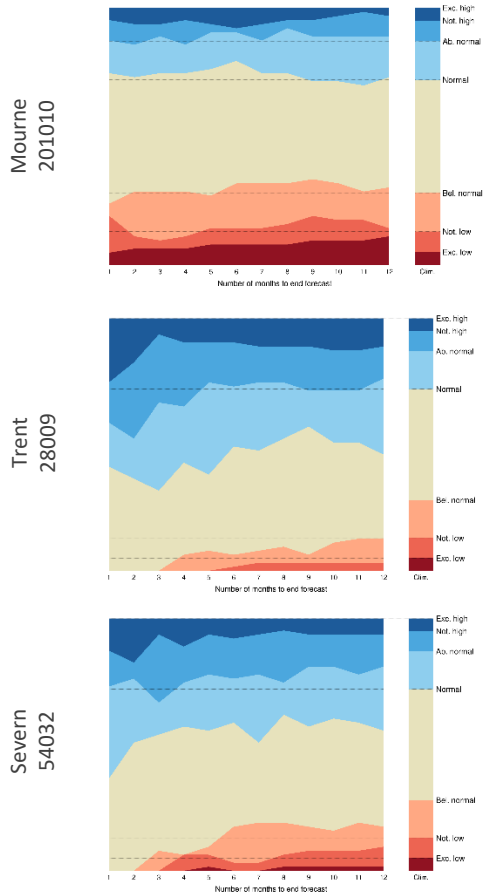 Mourne
201010
Exc. high
Not. high
Ab. normal
Normal
Bel. normal
Not. low
Exc. low
1 2 3 4 5 6 7 8 9 10 11 12 Clim.
Number of months to end forecast
Trent
28009
Exc. high
Not. high
Ab. normal
Normal
Bel. normal
Not. low
Exc. low
1 2 3 4 5 6 7 8 9 10 11 12 Clim.
Number of months to end forecast
Severn
54032
Exc. high
Not. high
Ab. normal
Normal
Bel. normal
Not. low
Exc. low
1 2 3 4 5 6 7 8 9 10 11 12 Clim.
Number of months to end forecast